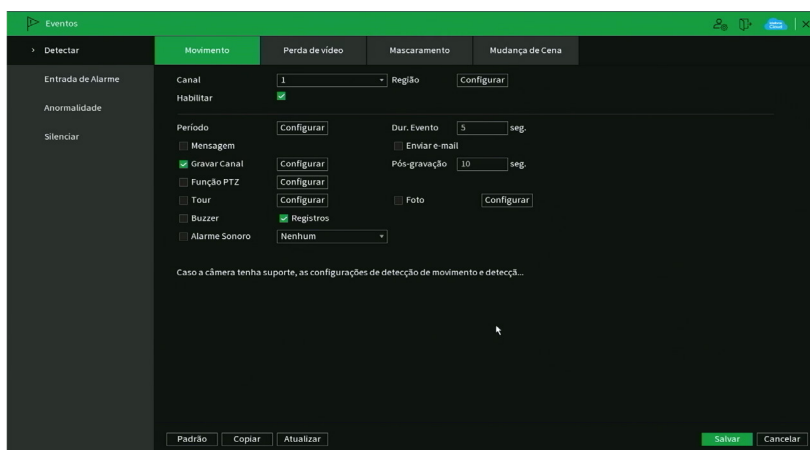 Eventos
Detectar
Entrada de Alarme
Anormalidade
Silenciar
Movimento Perda de vídeo Mascaramento Mudança de Cena
Canal 1 Região Configurar
Habilitar
Período Configurar Dur. Evento 5 seg.
Mensagem Enviar e-mail
Gravar Canal Configurar Pós-gravação 10 seg.
Função PTZ Configurar
Tour Configurar Foto Configurar
Buzzer Registros
Alarme Sonoro Nenhum
Caso a câmera tenha suporte, as configurações de detecção de movimento e detecçã...
Padrão Copiar Atualizar Salvar Cancelar